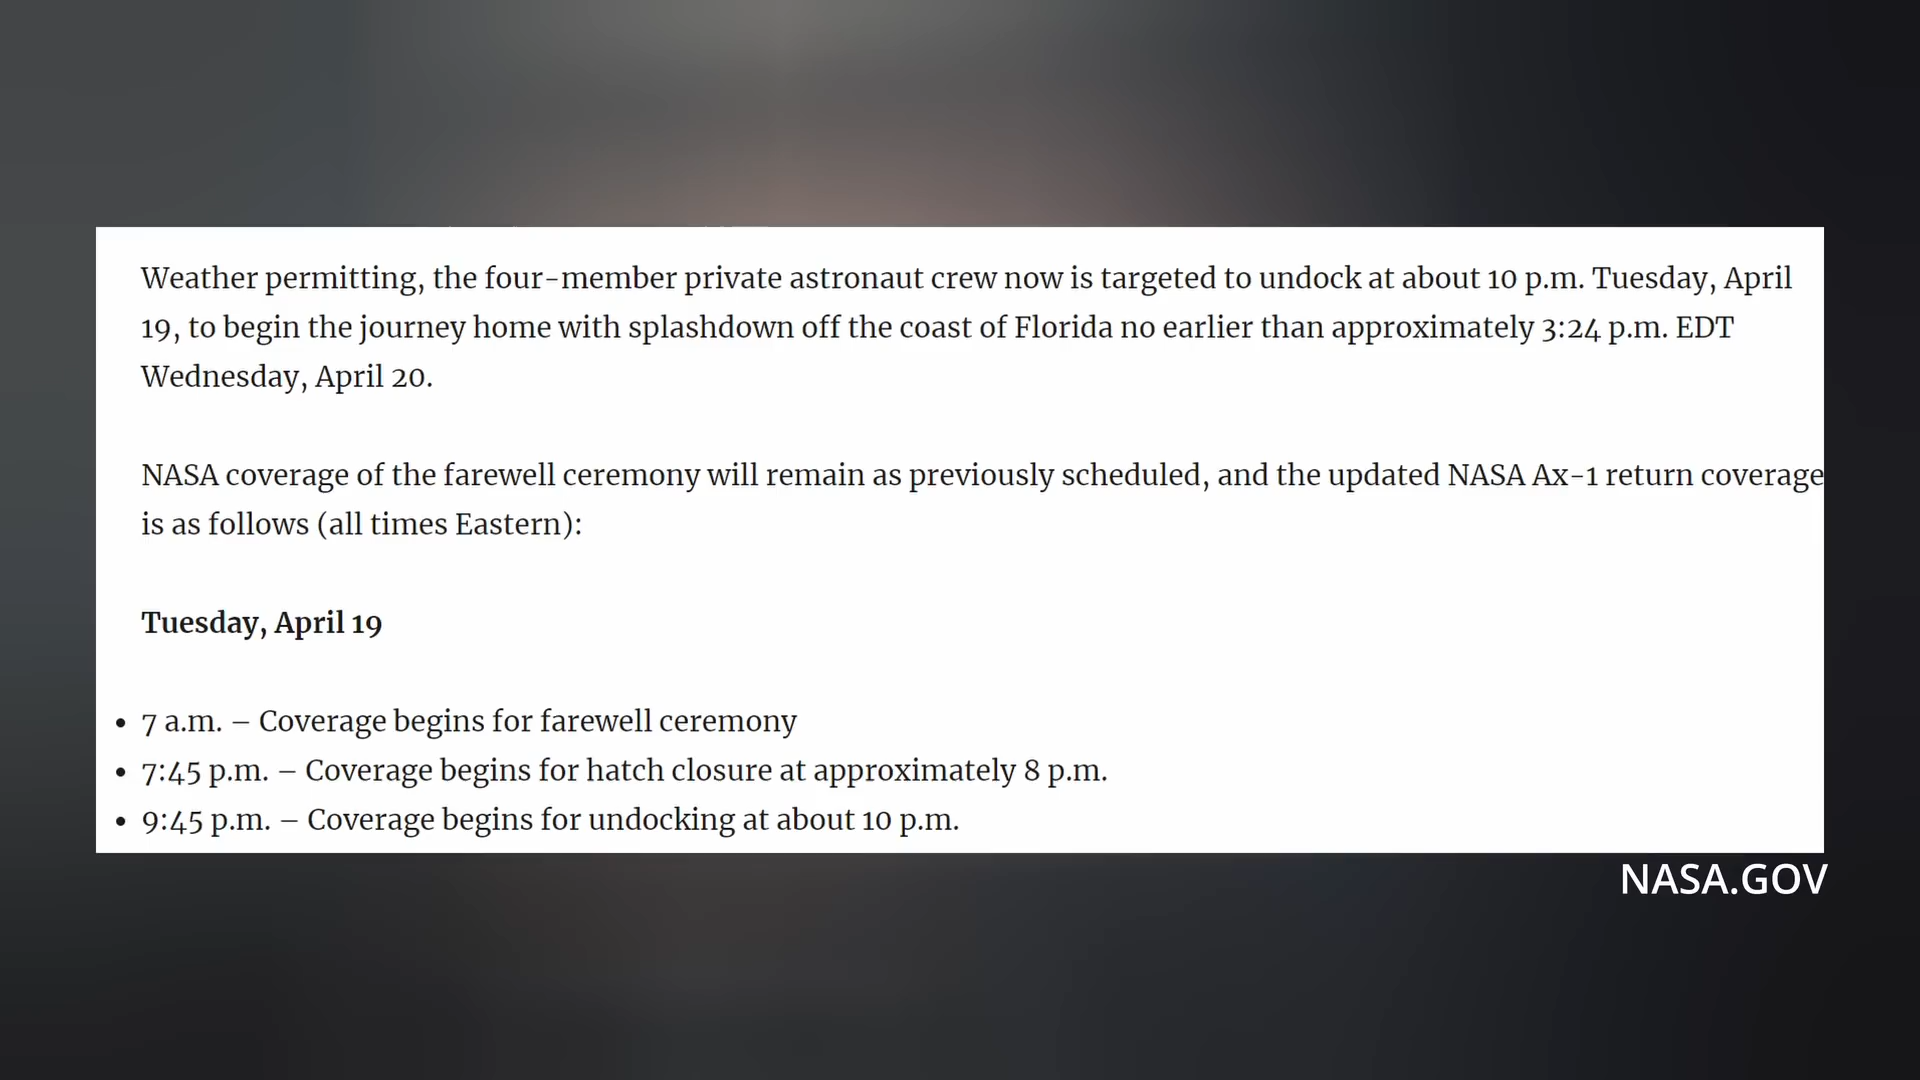 Weather permitting, the four-member private astronaut crew now is targeted to undock at about 10 p.m. Tuesday, April
19, to begin the journey home with splashdown off the coast of Florida no earlier than approximately 3:24 p.m. EDT
Wednesday, April 20.
NASA coverage of the farewell ceremony will remain as previously scheduled, and the updated NASA Ax-1 return coverage
is as follows (all times Eastern):
Tuesday, April 19
• 7 a.m. – Coverage begins for farewell ceremony
• 7:45 p.m. – Coverage begins for hatch closure at approximately 8 p.m.
• 9:45 p.m. – Coverage begins for undocking at about 10 p.m.
NASA.GOV